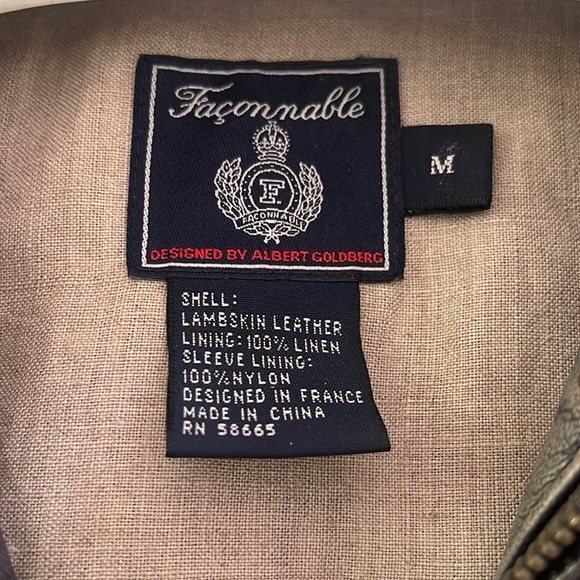 Façonnable
F
FAÇONNABLE
DESIGNED BY ALBERT GOLDBERG
M
SHELL:
LAMBSKIN LEATHER
LINING: 100% LINEN
SLEEVE LINING:
100% NYLON
DESIGNED IN FRANCE
MADE IN CHINA
RN 58665